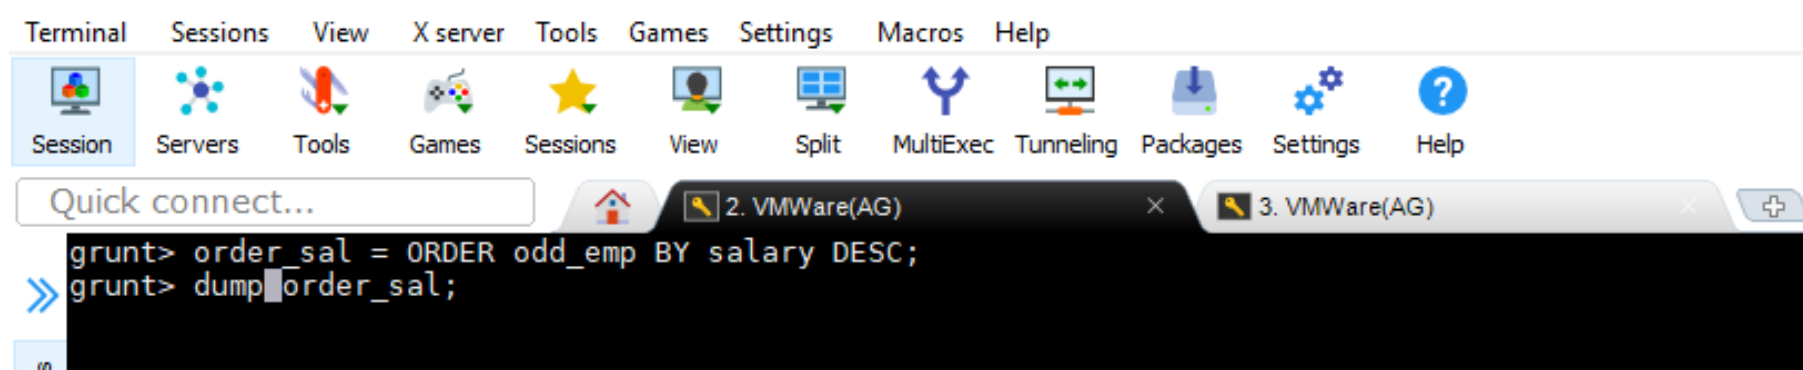 Terminal Sessions View X server Tools Games Settings Macros Help
Session Servers Tools Games Sessions View Split MultiExec Tunneling Packages Settings Help
Quick connect... 2. VMWare(AG) 3. VMWare(AG)
grunt> order_sal = ORDER odd_emp BY salary DESC;
grunt> dump order_sal;